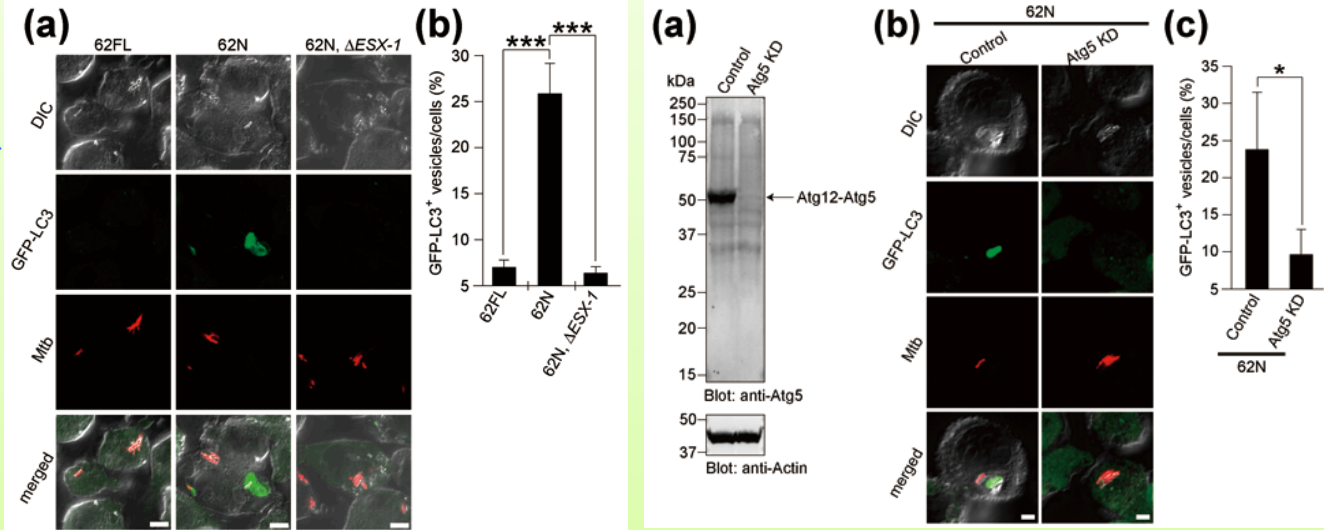 (a)
62FL 62N 62N, ΔESX-1
DIC
GFP-LC3
Mtb
merged
(b)
*** ***
GFP-LC3+ vesicles/cells (%)
30
25
20
15
10
5
62FL
62N
62N, ΔESX-1
(a)
kDa
Control
Atg5 KD
250
150
100
75
50
37
25
20
15
Atg12-Atg5
Blot: anti-Atg5
50
37
Blot: anti-Actin
(b)
62N
Control
Atg5 KD
DIC
GFP-LC3
Mtb
merged
(c)
*
GFP-LC3+ vesicles/cells (%)
35
30
25
20
15
10
5
Control
Atg5 KD
62N